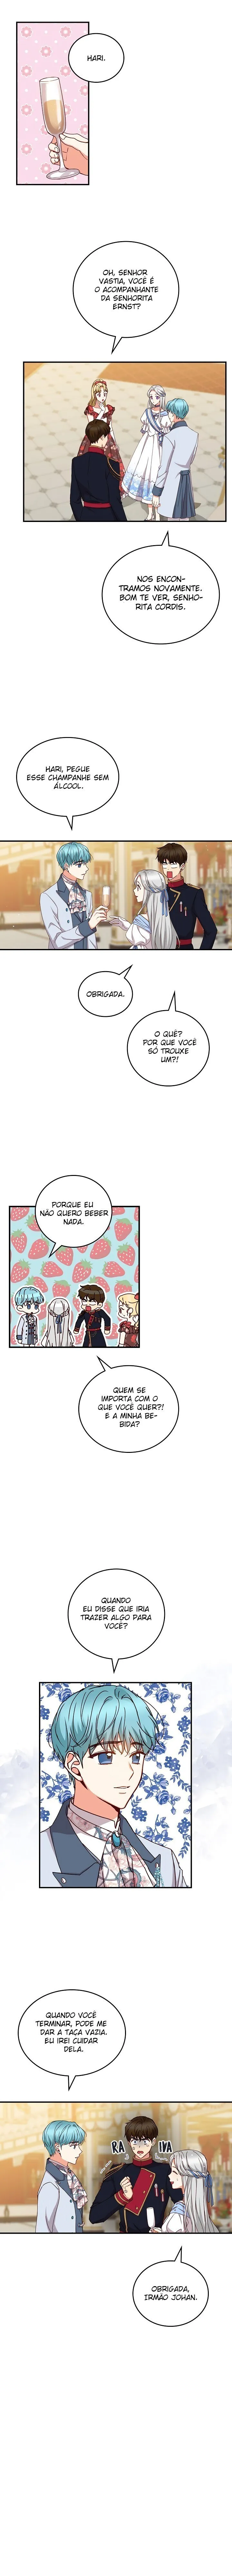 HARI.
OH, SENHOR
VASTIA, VOCÊ É
O ACOMPANHANTE
DA SENHORITA
ERNST?
NOS ENCON-
TRAMOS NOVAMENTE.
BOM TE VER, SENHO-
RITA CORDIS.
HARI, PEGUE
ESSE CHAMPANHE SEM
ÁLCOOL.
OBRIGADA.
O QUÊ?
POR QUE VOCÊ
SÓ TROUXE
UM?!
PORQUE EU
NÃO QUERO BEBER
NADA.
QUEM SE
IMPORTA COM O
QUE VOCÊ QUER?!
E A MINHA BE-
BIDA?
QUANDO
EU DISSE QUE IRIA
TRAZER ALGO PARA
VOCÊ?
QUANDO VOCÊ
TERMINAR, PODE ME
DAR A TAÇA VAZIA.
EU IREI CUIDAR
DELA.
RA IVA
OBRIGADA,
IRMÃO JOHAN.